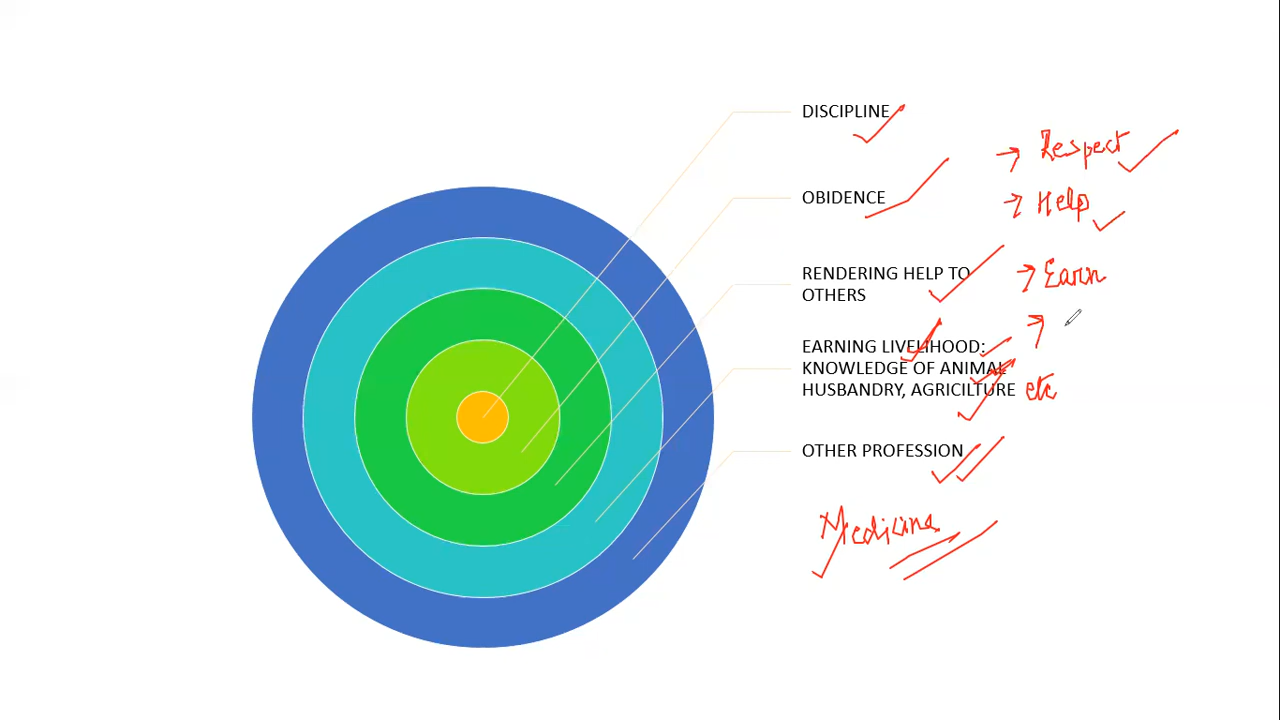 DISCIPLINE
→ Respect
OBIDENCE
→ Help
RENDERING HELP TO
OTHERS
→ Earn
→
EARNING LIVELIHOOD:
KNOWLEDGE OF ANIMAL
HUSBANDRY, AGRICILTURE etc
OTHER PROFESSION
Medicine